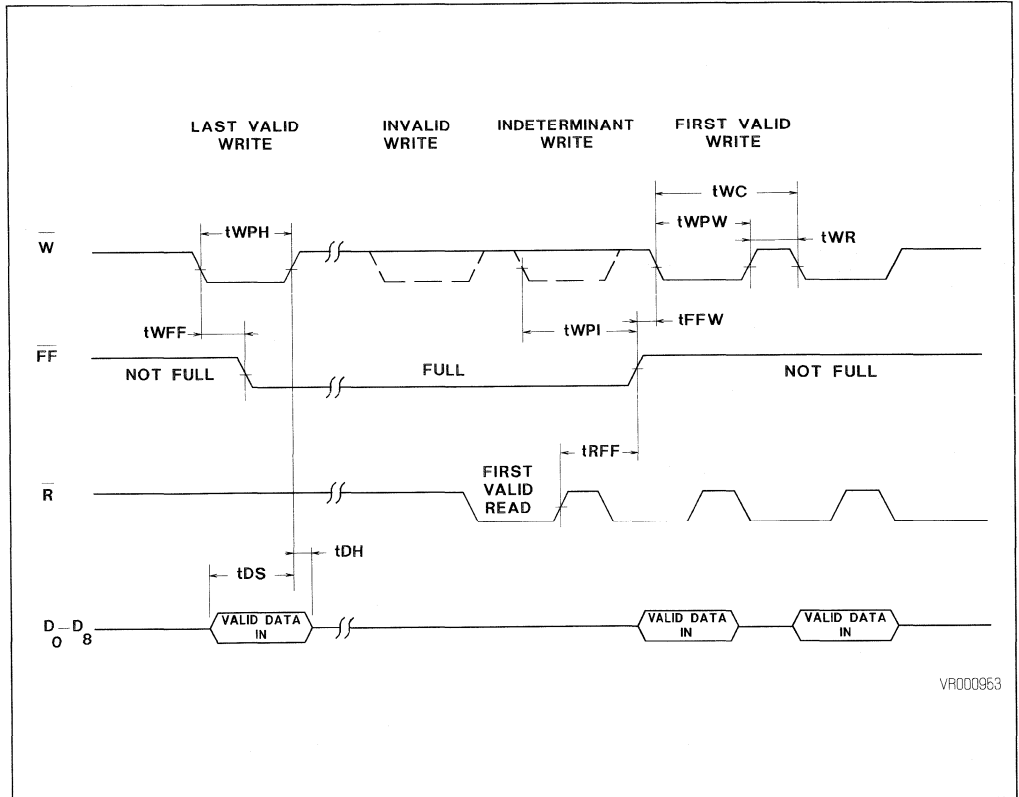 LAST VALID WRITE
INVALID WRITE
INDETERMINANT WRITE
FIRST VALID WRITE
tWC
tWPH
tWPW
tWR
W
tWFF
tWPI
tFFW
FF
NOT FULL
FULL
NOT FULL
tRFF
R
FIRST VALID READ
tDH
tDS
D0–D8
VALID DATA IN
VALID DATA IN
VALID DATA IN
VR000963